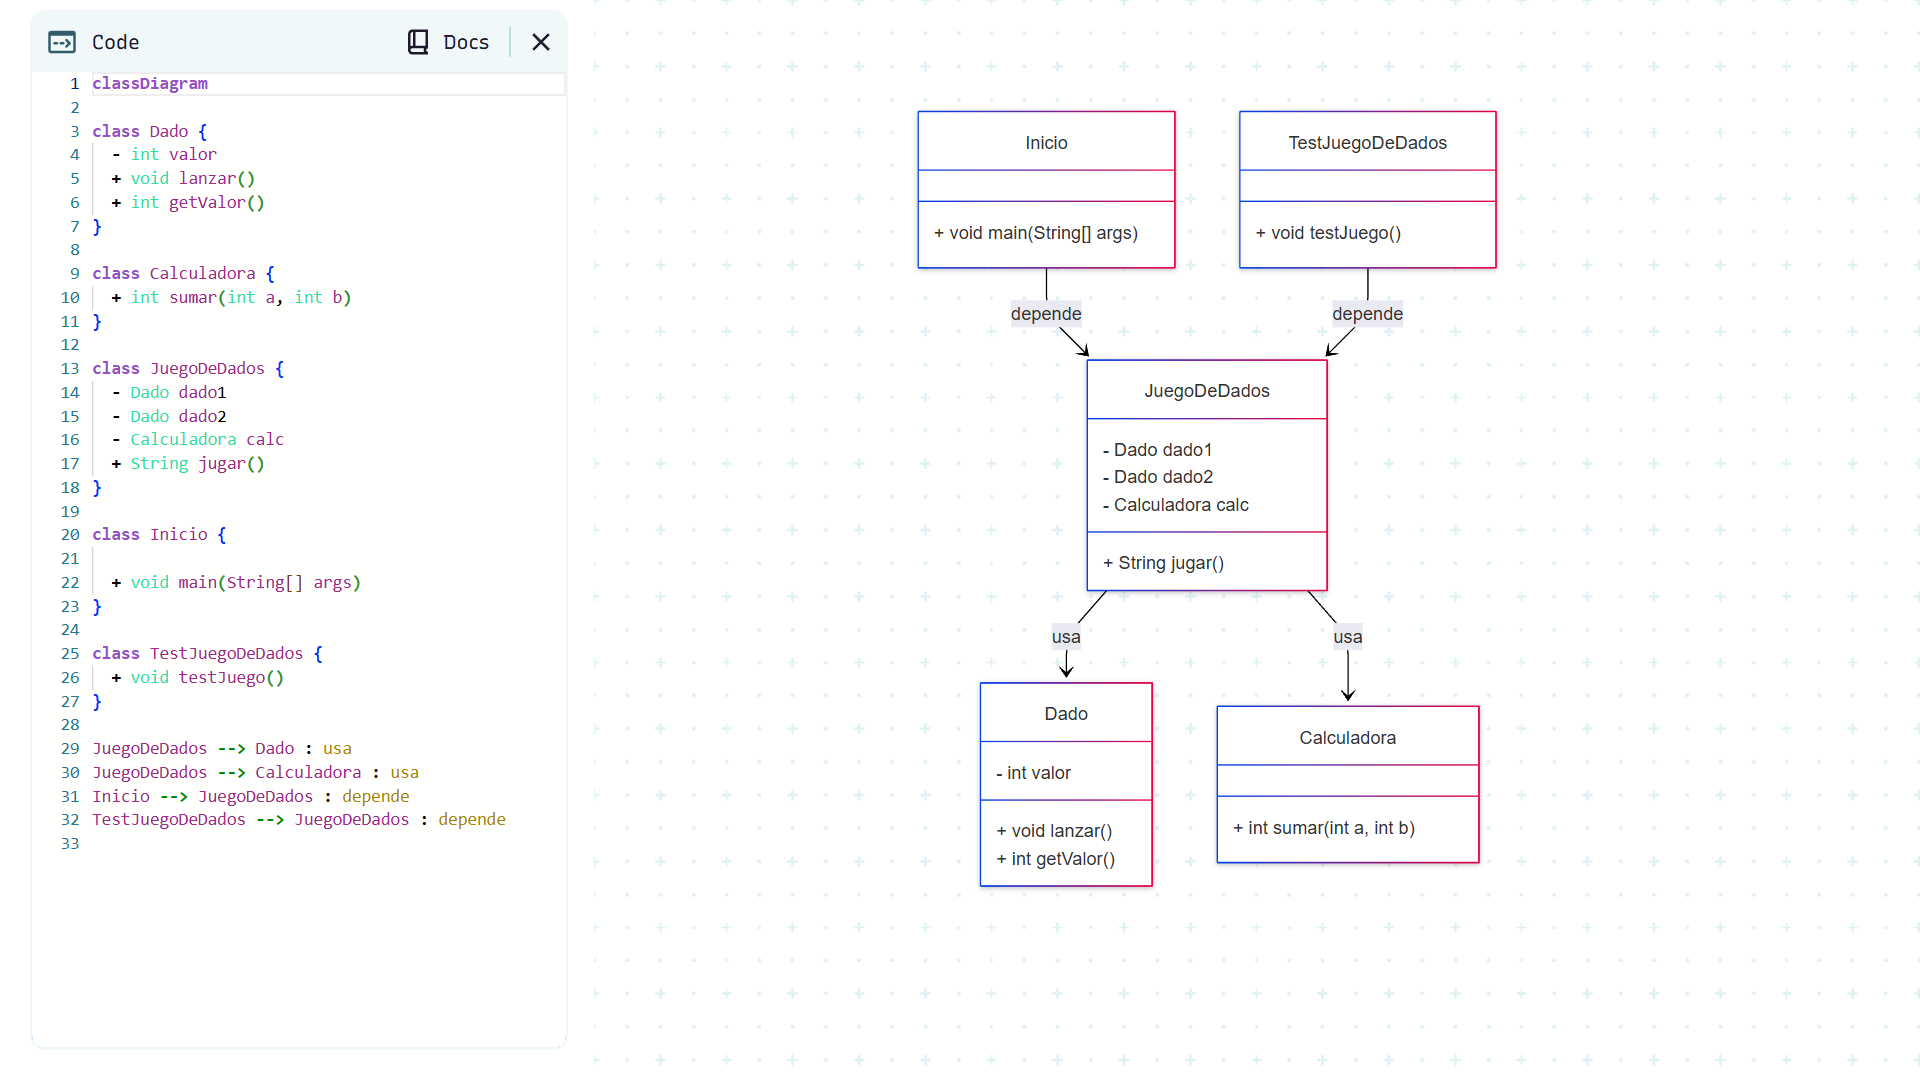 Code
Docs
1 classDiagram
2
3 class Dado {
4 - int valor
5 + void lanzar()
6 + int getValor()
7 }
8
9 class Calculadora {
10 + int sumar(int a, int b)
11 }
12
13 class JuegoDeDados {
14 - Dado dado1
15 - Dado dado2
16 - Calculadora calc
17 + String jugar()
18 }
19
20 class Inicio {
21
22 + void main(String[] args)
23 }
24
25 class TestJuegoDeDados {
26 + void testJuego()
27 }
28
29 JuegoDeDados --> Dado : usa
30 JuegoDeDados --> Calculadora : usa
31 Inicio --> JuegoDeDados : depende
32 TestJuegoDeDados --> JuegoDeDados : depende
33
Inicio
+ void main(String[] args)
TestJuegoDeDados
+ void testJuego()
depende
depende
JuegoDeDados
- Dado dado1
- Dado dado2
- Calculadora calc
+ String jugar()
usa
usa
Dado
- int valor
+ void lanzar()
+ int getValor()
Calculadora
+ int sumar(int a, int b)